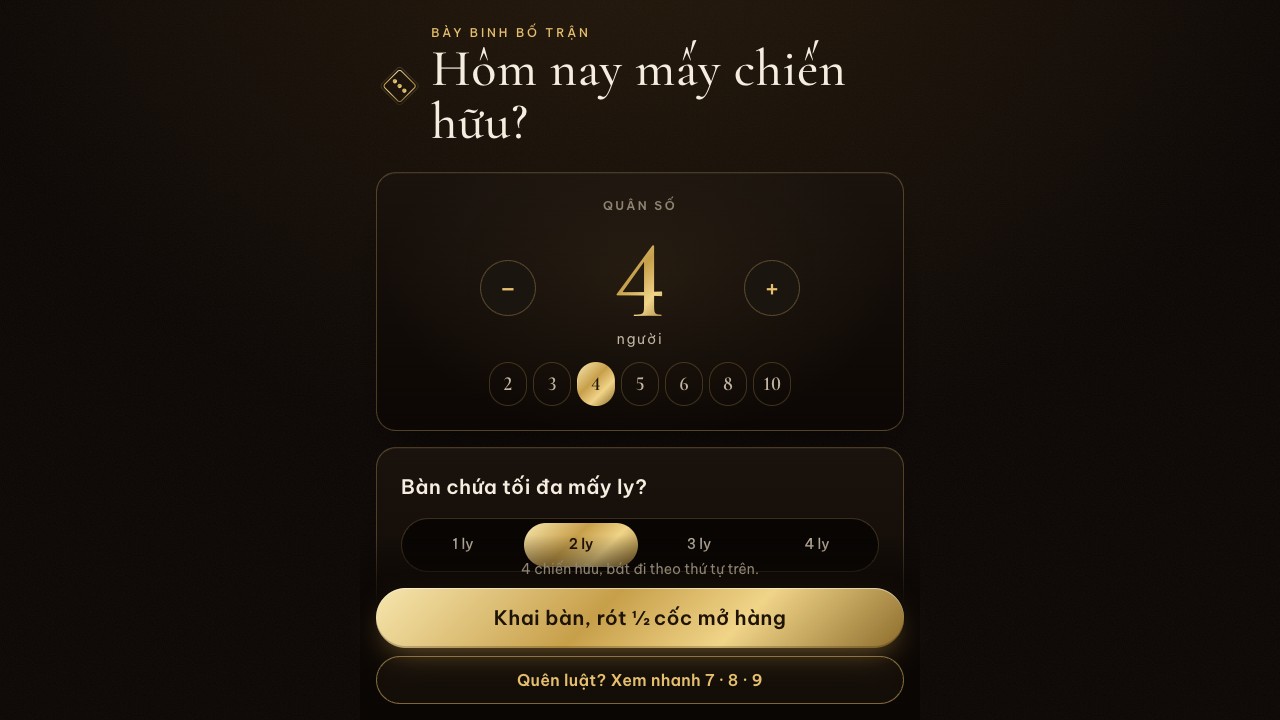 BÀY BINH BỐ TRẬN
Hôm nay mấy chiến
hữu?
QUÂN SỐ
− 4 +
người
2 3 4 5 6 8 10
Bàn chứa tối đa mấy ly?
1 ly 2 ly 3 ly 4 ly
4 chiến hữu, bát đi theo thứ tự trên.
Khai bàn, rót ½ cốc mở hàng
Quên luật? Xem nhanh 7 · 8 · 9